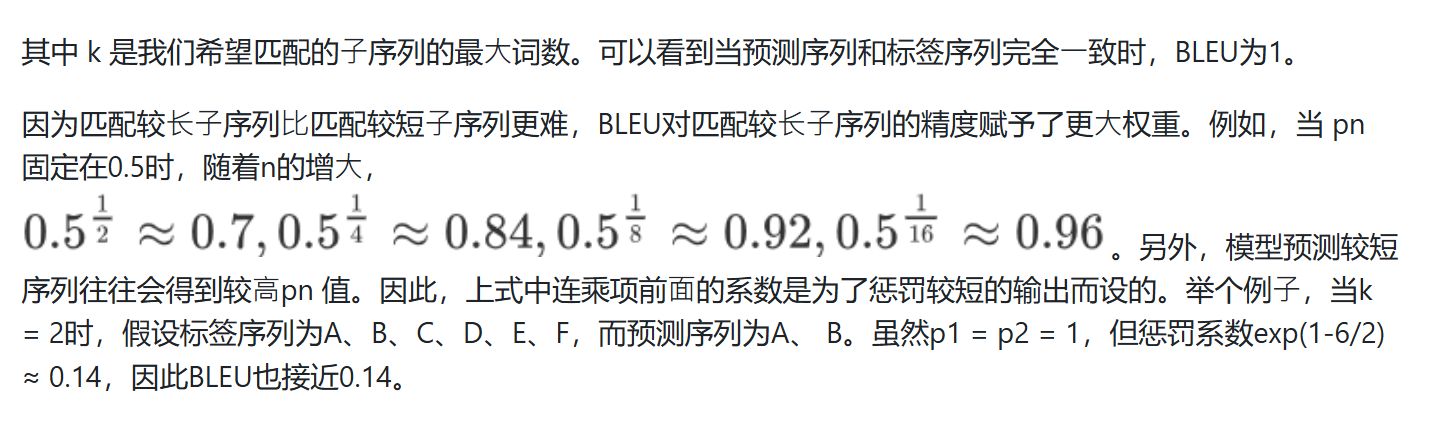 其中 k 是我们希望匹配的子序列的最大词数。可以看到当预测序列和标签序列完全一致时，BLEU为1。
因为匹配较长子序列比匹配较短子序列更难，BLEU对匹配较长子序列的精度赋予了更大权重。例如，当 pn
固定在0.5时，随着n的增大，
0.5^{\frac{1}{2}} ≈ 0.7, 0.5^{\frac{1}{4}} ≈ 0.84, 0.5^{\frac{1}{8}} ≈ 0.92, 0.5^{\frac{1}{16}} ≈ 0.96 。另外，模型预测较短
序列往往会得到较高pn 值。因此，上式中连乘项前面的系数是为了惩罚较短的输出而设的。举个例子，当k
= 2时，假设标签序列为A、B、C、D、E、F，而预测序列为A、 B。虽然p1 = p2 = 1，但惩罚系数exp(1-6/2)
≈ 0.14，因此BLEU也接近0.14。